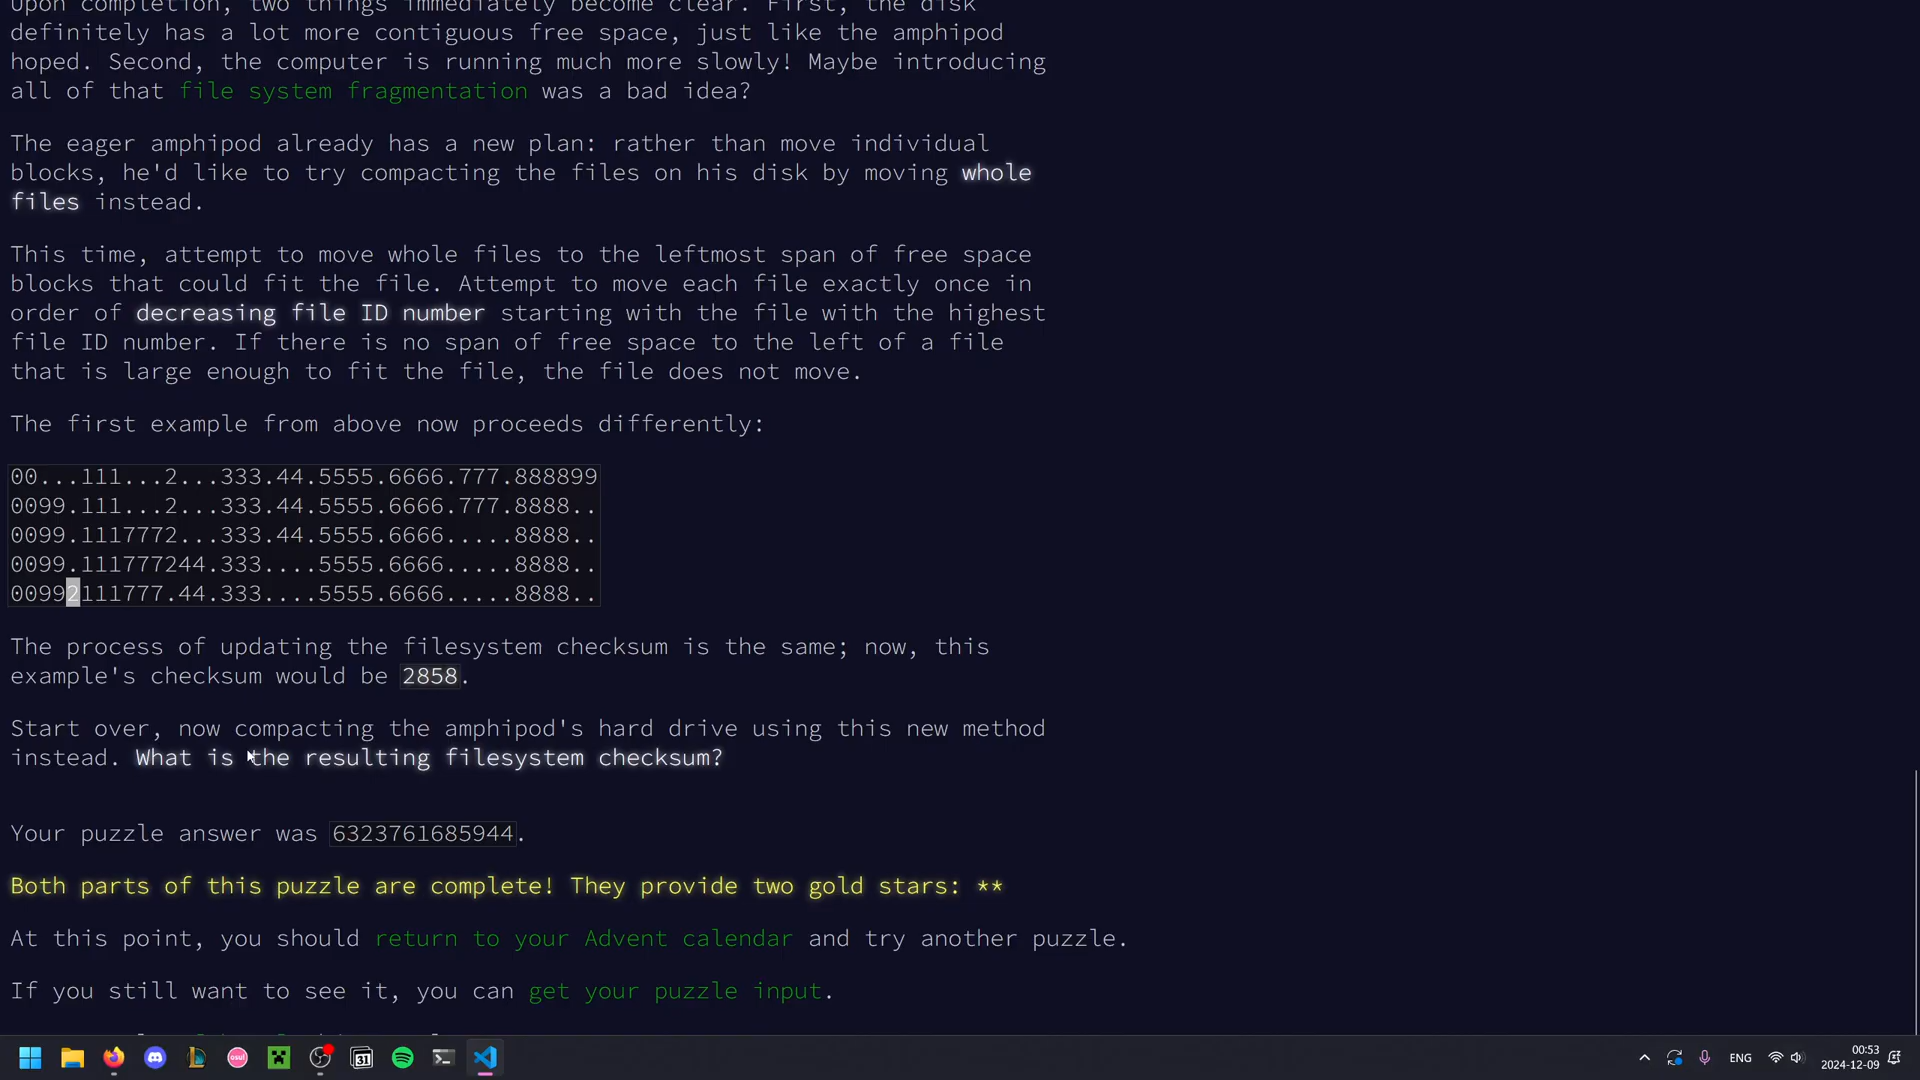 Upon completion, two things immediately become clear. First, the disk
definitely has a lot more contiguous free space, just like the amphipod
hoped. Second, the computer is running much more slowly! Maybe introducing
all of that file system fragmentation was a bad idea?
The eager amphipod already has a new plan: rather than move individual
blocks, he'd like to try compacting the files on his disk by moving whole
files instead.
This time, attempt to move whole files to the leftmost span of free space
blocks that could fit the file. Attempt to move each file exactly once in
order of decreasing file ID number starting with the file with the highest
file ID number. If there is no span of free space to the left of a file
that is large enough to fit the file, the file does not move.
The first example from above now proceeds differently:
00...111...2...333.44.5555.6666.777.888899
0099.111...2...333.44.5555.6666.777.8888..
0099.1117772...333.44.5555.6666.....8888..
0099.111777244.333....5555.6666.....8888..
00992111777.44.333....5555.6666.....8888..
The process of updating the filesystem checksum is the same; now, this
example's checksum would be 2858.
Start over, now compacting the amphipod's hard drive using this new method
instead. What is the resulting filesystem checksum?
Your puzzle answer was 6323761685944.
Both parts of this puzzle are complete! They provide two gold stars: **
At this point, you should return to your Advent calendar and try another puzzle.
If you still want to see it, you can get your puzzle input.
osu!
31
ENG
00:53
2024-12-09